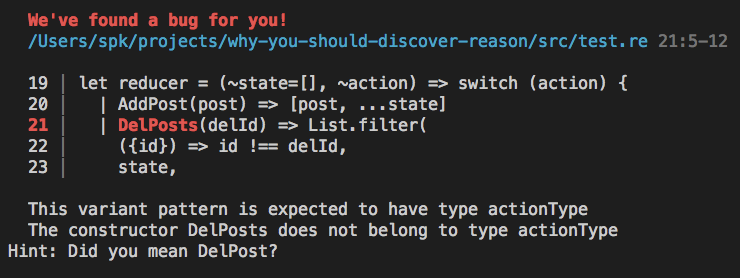 We've found a bug for you!
/Users/spk/projects/why-you-should-discover-reason/src/test.re 21:5-12
19 | let reducer = (~state=[], ~action) => switch (action) {
20 |   | AddPost(post) => [post, ...state]
21 |   | DelPosts(delId) => List.filter(
22 |     ({id}) => id !== delId,
23 |     state,
This variant pattern is expected to have type actionType
The constructor DelPosts does not belong to type actionType
Hint: Did you mean DelPost?